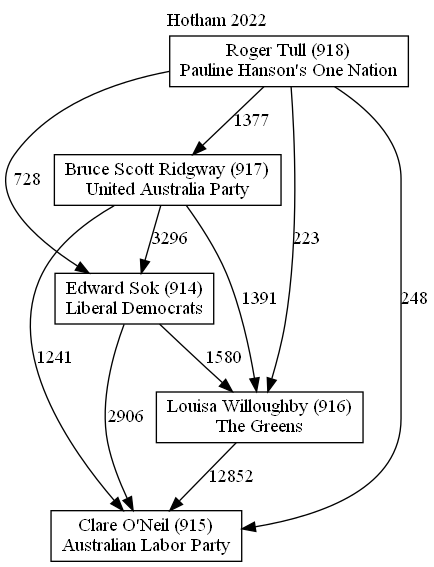 Hotham 2022
Roger Tull (918)
Pauline Hanson's One Nation
1377
Bruce Scott Ridgway (917)
United Australia Party
728
3296
223
Edward Sok (914)
Liberal Democrats
1391
248
1241
1580
2906
Louisa Willoughby (916)
The Greens
12852
Clare O'Neil (915)
Australian Labor Party